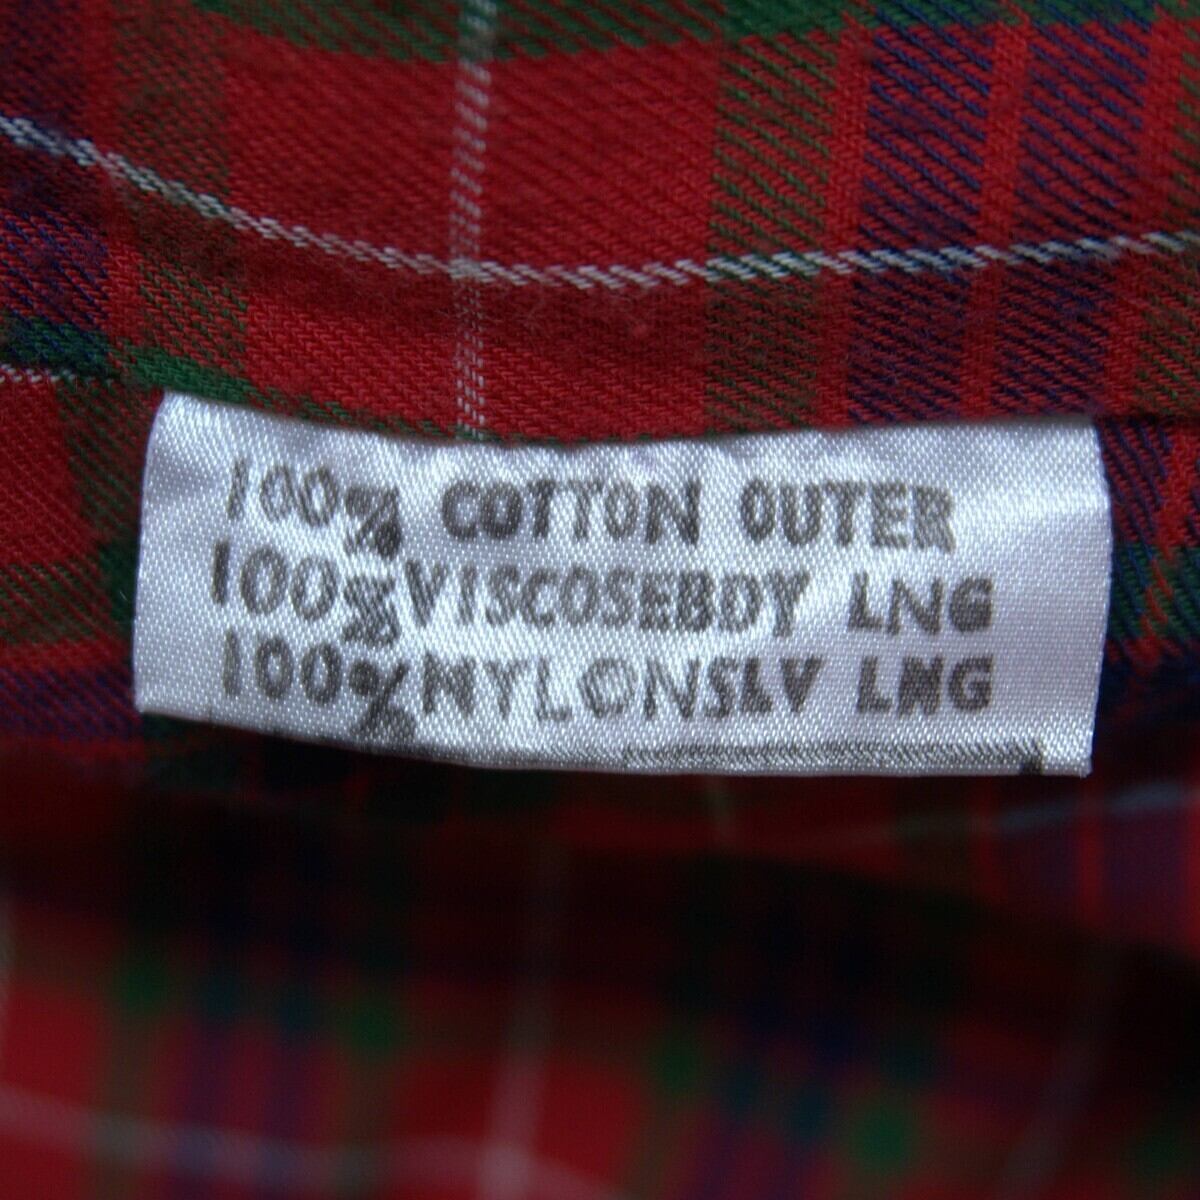 100% COTTON OUTER
100% VISCOSEBDY LNG
100% NYLONSLV LNG